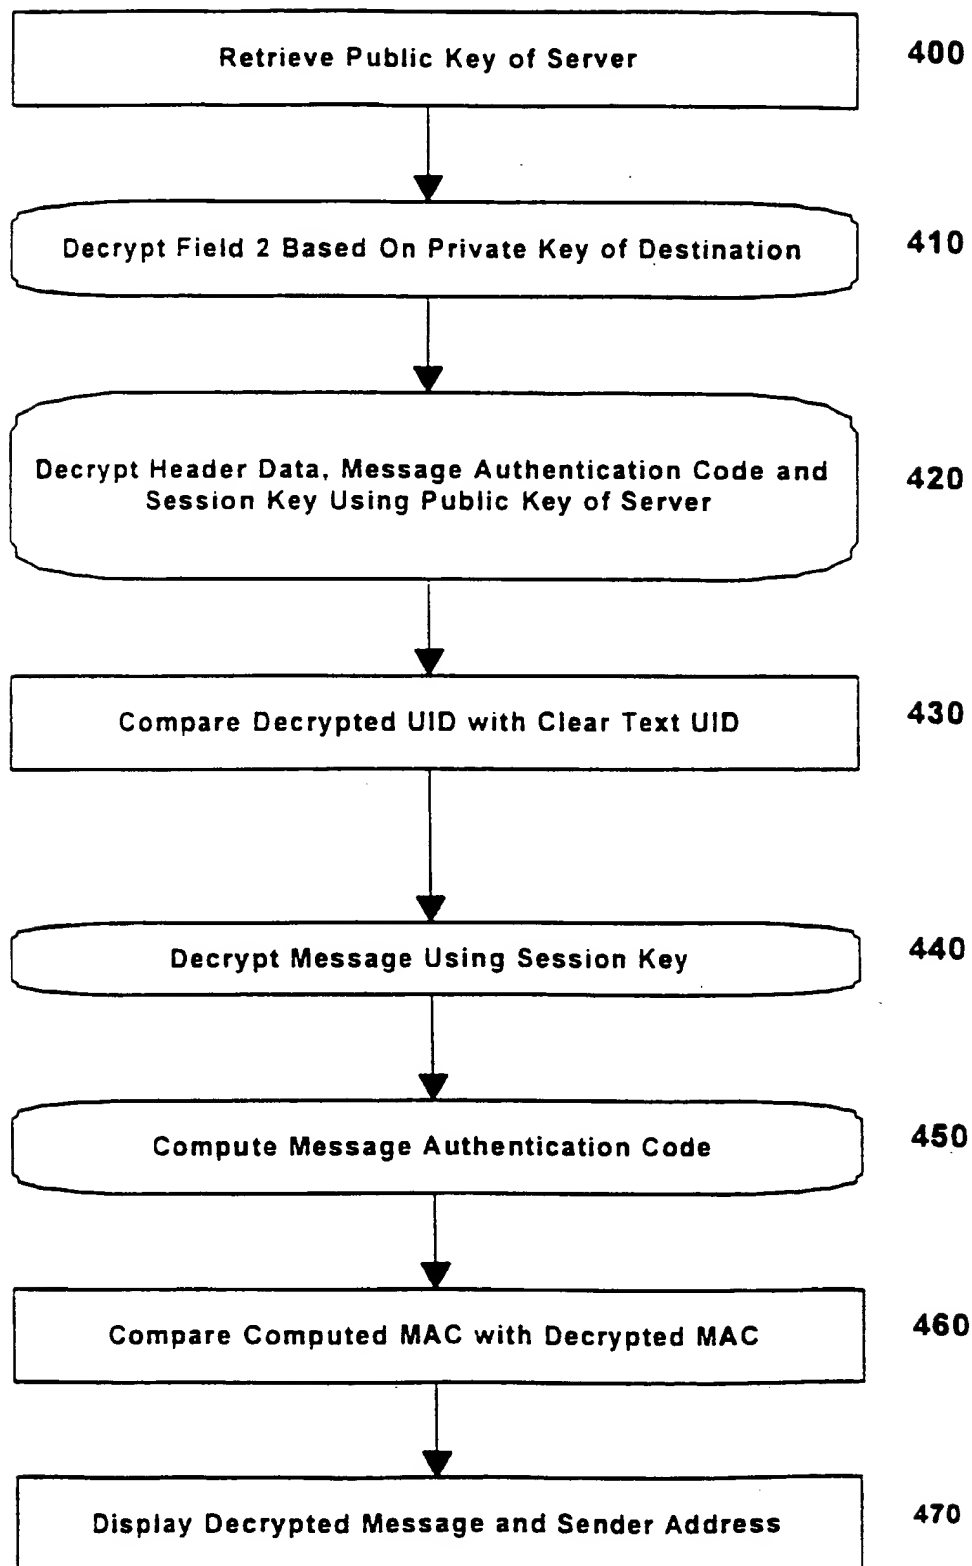 Retrieve Public Key of Server 400
Decrypt Field 2 Based On Private Key of Destination 410
Decrypt Header Data, Message Authentication Code and
Session Key Using Public Key of Server 420
Compare Decrypted UID with Clear Text UID 430
Decrypt Message Using Session Key 440
Compute Message Authentication Code 450
Compare Computed MAC with Decrypted MAC 460
Display Decrypted Message and Sender Address 470